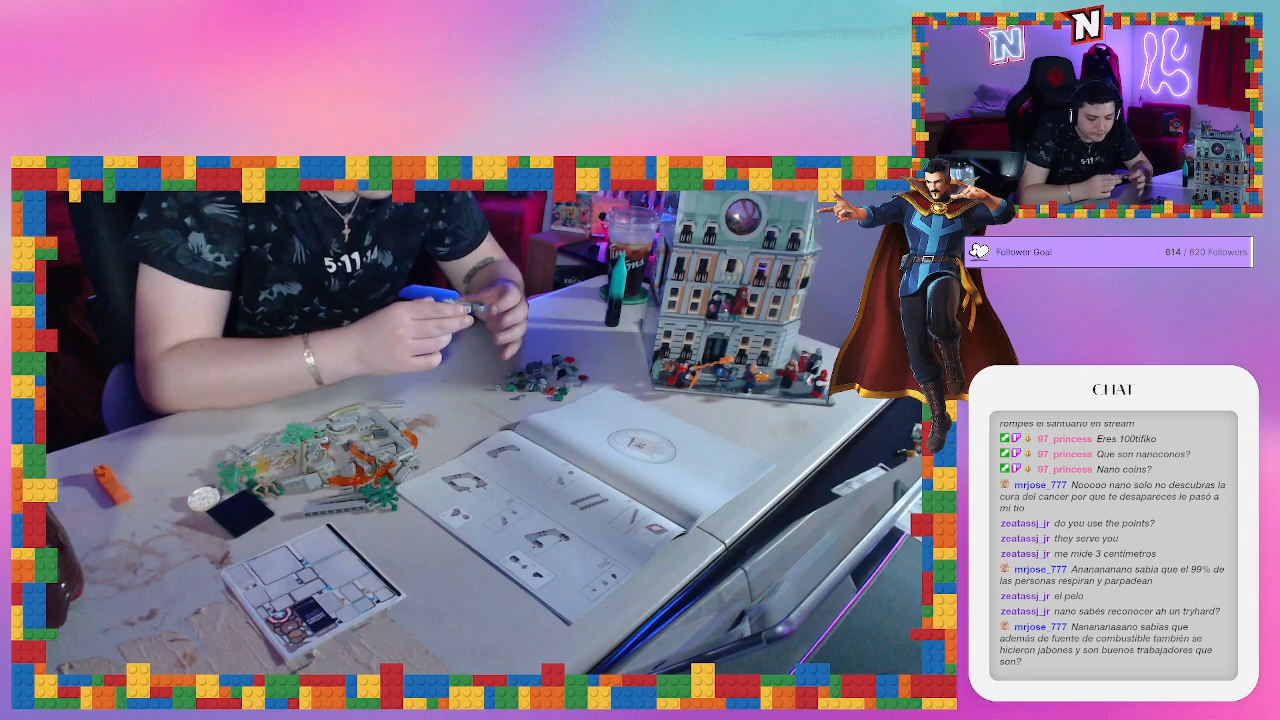 N
N
5·11·14
Follower Goal
614 / 620 Followers
CHAT
rompes el santuario en stream
97_princess Eres 100tifiko
97_princess Que son nanoconos?
97_princess Nano coins?
mrjose_777 Nooooo nano solo no descubras la
cura del cancer por que te desapareces le pasó a
mi tio
zeatassj_jr do you use the points?
zeatassj_jr they serve you
zeatassj_jr me mide 3 centímetros
mrjose_777 Ananananano sabia que el 99% de
las personas respiran y parpadean
zeatassj_jr el pelo
zeatassj_jr nano sabés reconocer ah un tryhard?
mrjose_777 Nanananaaano sabias que
además de fuente de combustible también se
hicieron jabones y son buenos trabajadores que
son?